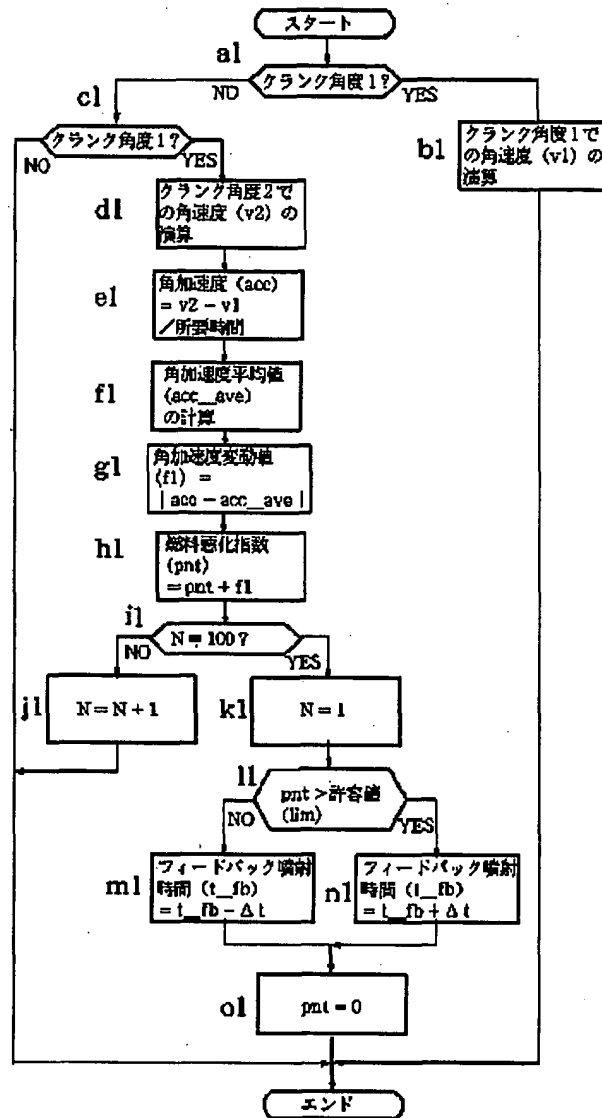 スタート
a1
クランク角度1?
NO
YES
c1
クランク角度1?
NO
YES
b1
クランク角度1で
の角速度(v1)の
演算
d1
クランク角度2で
の角速度(v2)の
演算
e1
角加速度(acc)
=v2-v1
/所要時間
f1
角加速度平均値
(acc_ave)
の計算
g1
角加速度変動値
(f1)=
|acc-acc_ave|
h1
燃料悪化指数
(pnt)
=pnt+f1
i1
N=100?
NO
YES
j1
N=N+1
k1
N=1
l1
pnt>許容値
(lim)
NO
YES
m1
フィードバック噴射
時間(t_fb)
=t_fb-Δt
n1
フィードバック噴射
時間(t_fb)
=t_fb+Δt
o1
pnt=0
エンド